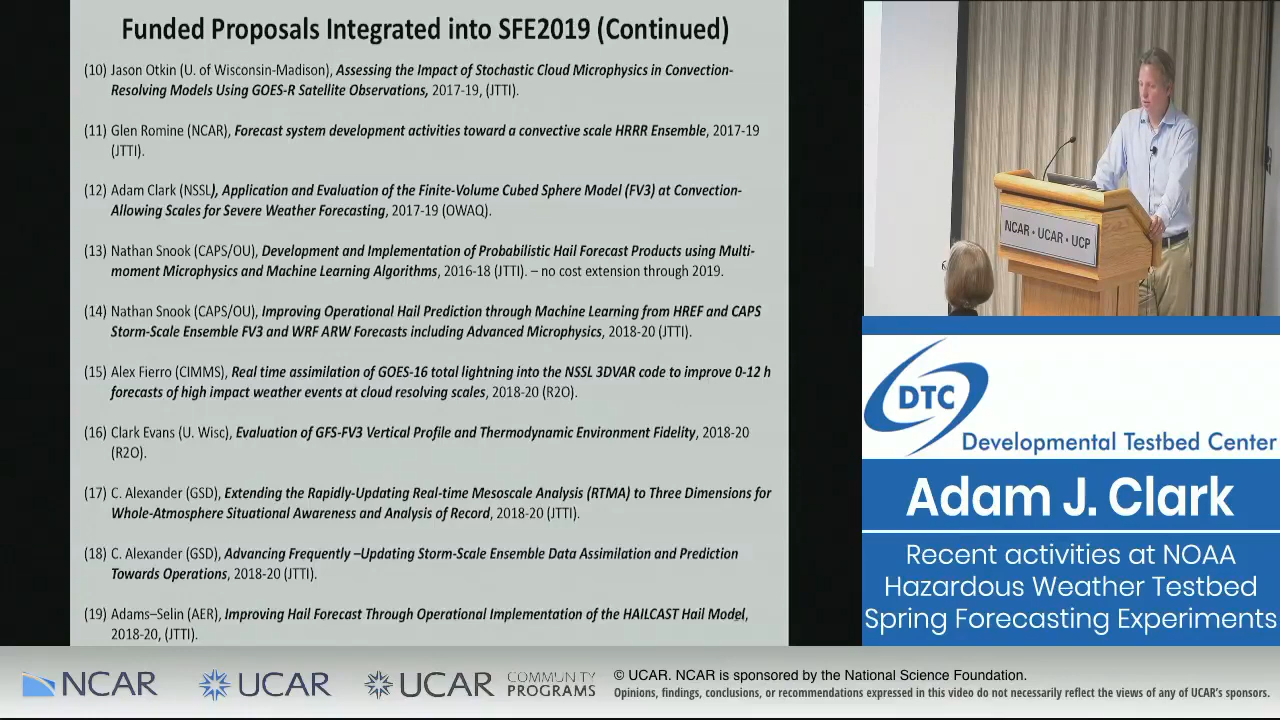 Funded Proposals Integrated into SFE2019 (Continued)
(10) Jason Otkin (U. of Wisconsin-Madison), Assessing the Impact of Stochastic Cloud Microphysics in Convection-
Resolving Models Using GOES-R Satellite Observations, 2017-19, (JTTI).
(11) Glen Romine (NCAR), Forecast system development activities toward a convective scale HRRR Ensemble, 2017-19
(JTTI).
(12) Adam Clark (NSSL), Application and Evaluation of the Finite-Volume Cubed Sphere Model (FV3) at Convection-
Allowing Scales for Severe Weather Forecasting, 2017-19 (OWAQ).
(13) Nathan Snook (CAPS/OU), Development and Implementation of Probabilistic Hail Forecast Products using Multi-
moment Microphysics and Machine Learning Algorithms, 2016-18 (JTTI). – no cost extension through 2019.
(14) Nathan Snook (CAPS/OU), Improving Operational Hail Prediction through Machine Learning from HREF and CAPS
Storm-Scale Ensemble FV3 and WRF ARW Forecasts including Advanced Microphysics, 2018-20 (JTTI).
(15) Alex Fierro (CIMMS), Real time assimilation of GOES-16 total lightning into the NSSL 3DVAR code to improve 0-12 h
forecasts of high impact weather events at cloud resolving scales, 2018-20 (R2O).
(16) Clark Evans (U. Wisc), Evaluation of GFS-FV3 Vertical Profile and Thermodynamic Environment Fidelity, 2018-20
(R2O).
(17) C. Alexander (GSD), Extending the Rapidly-Updating Real-time Mesoscale Analysis (RTMA) to Three Dimensions for
Whole-Atmosphere Situational Awareness and Analysis of Record, 2018-20 (JTTI).
(18) C. Alexander (GSD), Advancing Frequently –Updating Storm-Scale Ensemble Data Assimilation and Prediction
Towards Operations, 2018-20 (JTTI).
(19) Adams–Selin (AER), Improving Hail Forecast Through Operational Implementation of the HAILCAST Hail Model,
2018-20, (JTTI).
NCAR • UCAR • UCP
DTC
Developmental Testbed Center
Adam J. Clark
Recent activities at NOAA
Hazardous Weather Testbed
Spring Forecasting Experiments
NCAR
UCAR
UCAR
COMMUNITY
PROGRAMS
© UCAR. NCAR is sponsored by the National Science Foundation.
Opinions, findings, conclusions, or recommendations expressed in this video do not necessarily reflect the views of any of UCAR's sponsors.